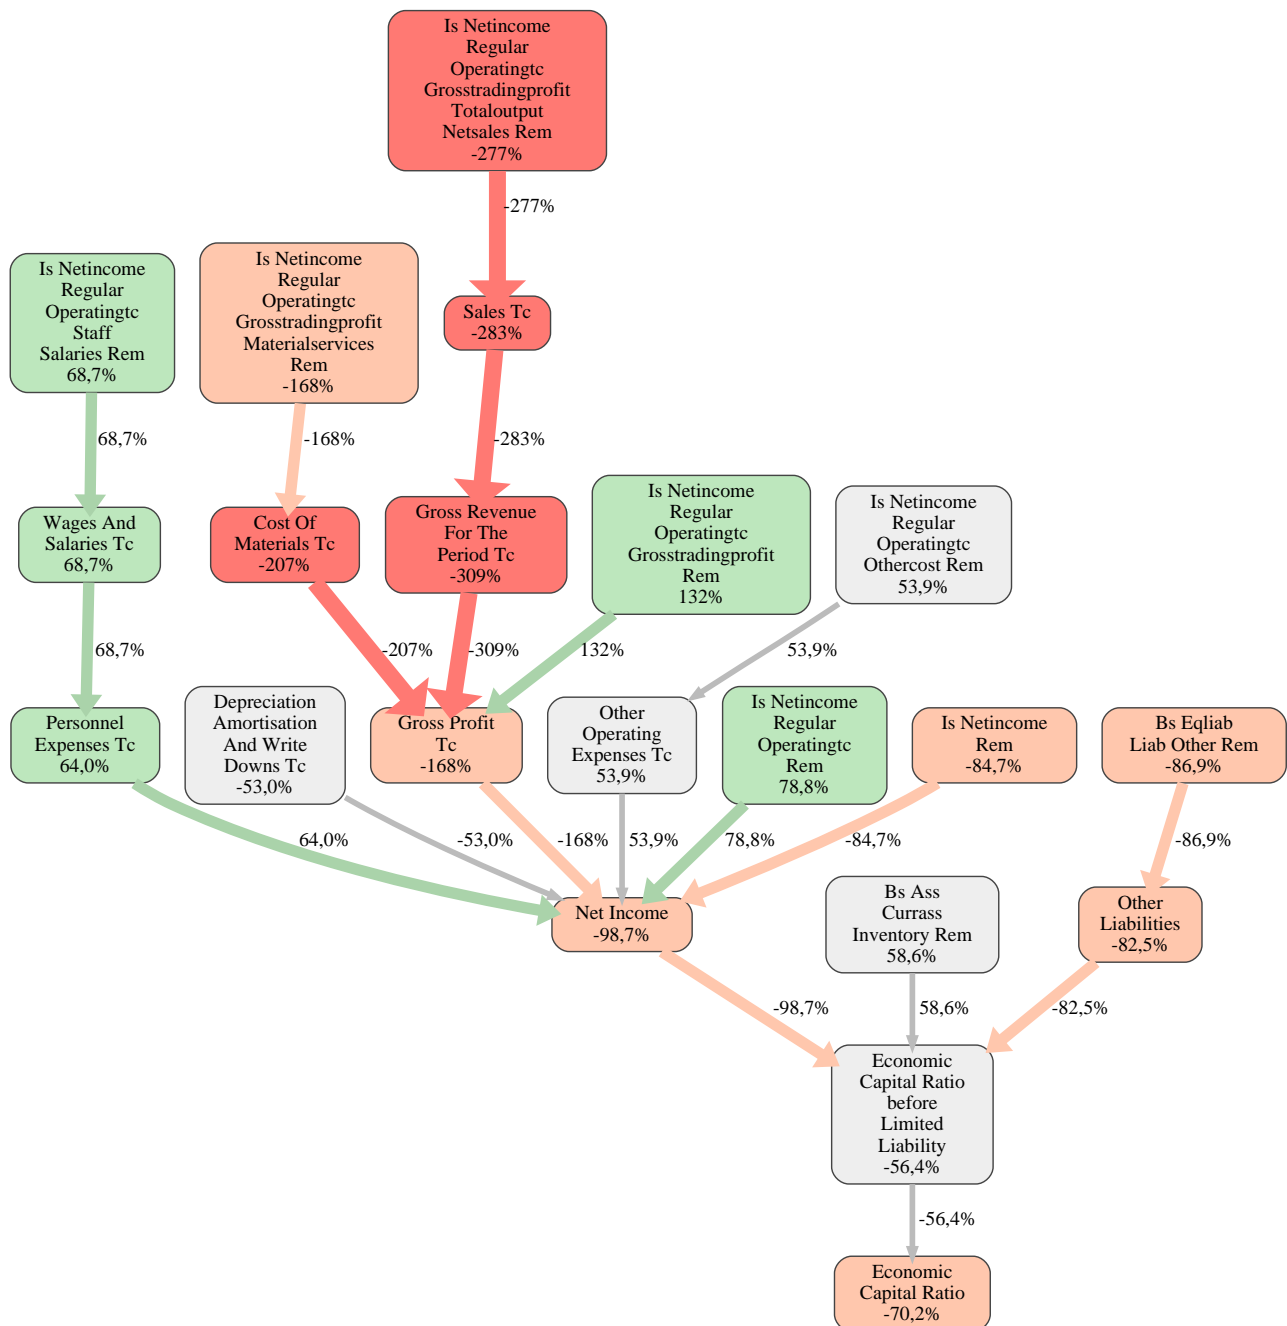 Is Netincome
Regular
Operatingtc
Grosstradingprofit
Totaloutput
Netsales Rem
-277%
-277%
Is Netincome
Regular
Operatingtc
Staff
Salaries Rem
68,7%
Is Netincome
Regular
Operatingtc
Grosstradingprofit
Materialservices
Rem
-168%
Sales Tc
-283%
68,7%
-168%
-283%
Wages And
Salaries Tc
68,7%
Cost Of
Materials Tc
-207%
Gross Revenue
For The
Period Tc
-309%
Is Netincome
Regular
Operatingtc
Grosstradingprofit
Rem
132%
Is Netincome
Regular
Operatingtc
Othercost Rem
53,9%
68,7%
-207%
-309%
132%
53,9%
Personnel
Expenses Tc
64,0%
Depreciation
Amortisation
And Write
Downs Tc
-53,0%
Gross Profit
Tc
-168%
Other
Operating
Expenses Tc
53,9%
Is Netincome
Regular
Operatingtc
Rem
78,8%
Is Netincome
Rem
-84,7%
Bs Eqliab
Liab Other Rem
-86,9%
64,0%
-53,0%
-168%
53,9%
78,8%
-84,7%
-86,9%
Net Income
-98,7%
Bs Ass
Currass
Inventory Rem
58,6%
Other
Liabilities
-82,5%
-98,7%
58,6%
-82,5%
Economic
Capital Ratio
before
Limited
Liability
-56,4%
-56,4%
Economic
Capital Ratio
-70,2%